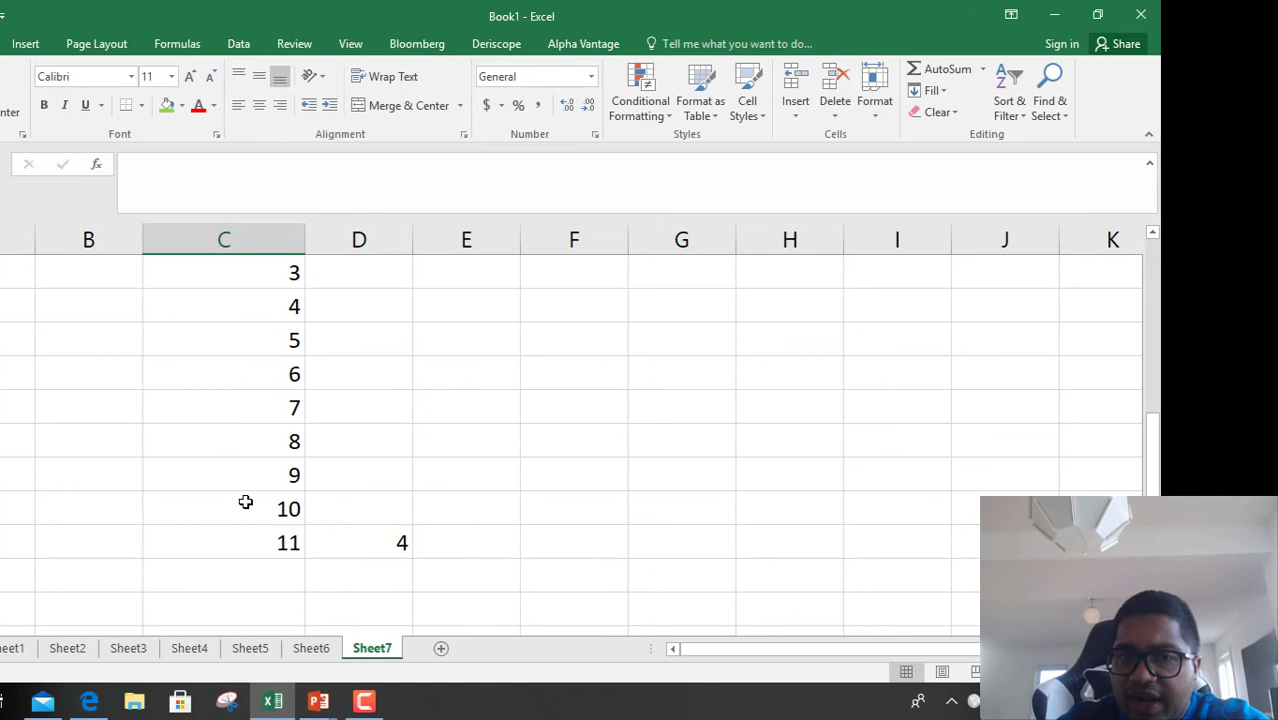 Book1 - Excel
Insert Page Layout Formulas Data Review View Bloomberg Deriscope Alpha Vantage Tell me what you want to do... Sign in Share
Calibri 11 Wrap Text General Conditional Formatting Format as Table Cell Styles Insert Delete Format AutoSum Fill Clear Sort & Filter Find & Select
B I U A Merge & Center $ % ,
Font Alignment Number Styles Cells Editing
fx
B C D E F G H I J K
3
4
5
6
7
8
9
10
11 4
Sheet2 Sheet3 Sheet4 Sheet5 Sheet6 Sheet7